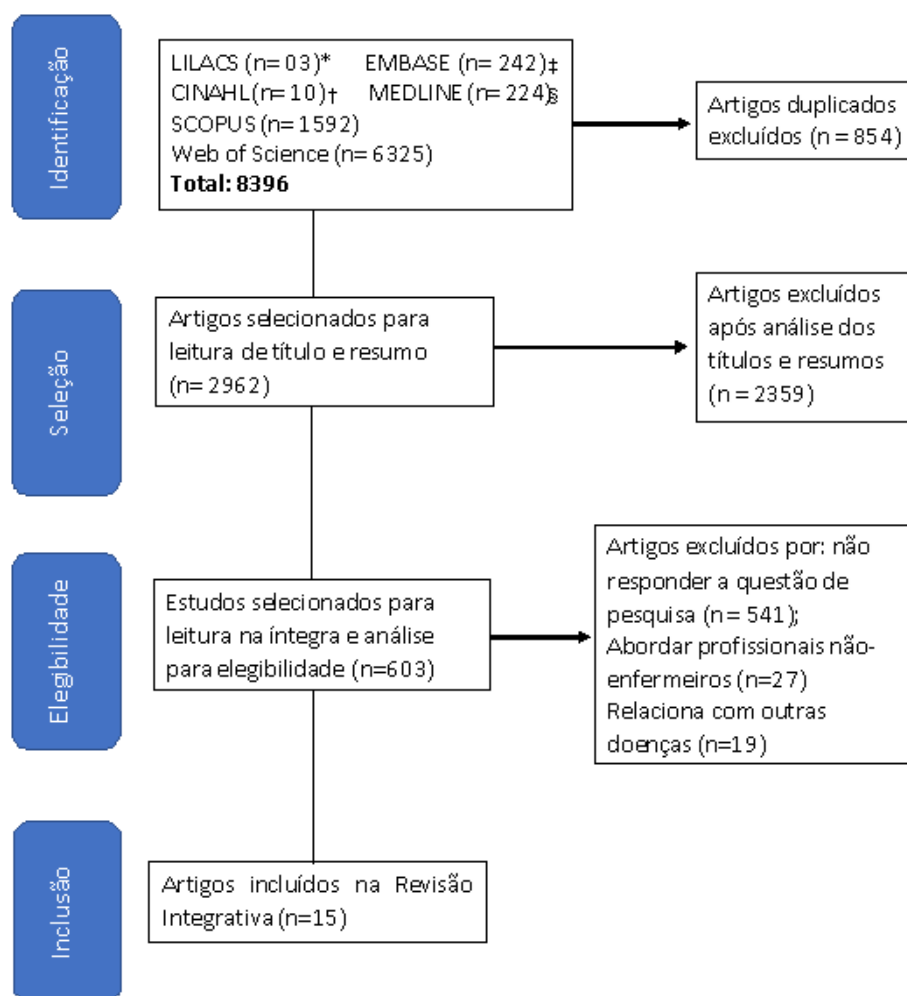 Identificação
LILACS (n= 03)* EMBASE (n= 242)‡
CINAHL(n= 10)† MEDLINE (n= 224)§
SCOPUS (n= 1592)
Web of Science (n= 6325)
Total: 8396
Artigos duplicados
excluídos (n = 854)
Seleção
Artigos selecionados para
leitura de título e resumo
(n= 2962)
Artigos excluídos
após análise dos
títulos e resumos
(n = 2359)
Elegibilidade
Estudos selecionados para
leitura na íntegra e análise
para elegibilidade (n=603)
Artigos excluídos por: não
responder a questão de
pesquisa (n= 541);
Abordar profissionais não-
enfermeiros (n=27)
Relaciona com outras
doenças (n=19)
Inclusão
Artigos incluídos na Revisão
Integrativa (n=15)